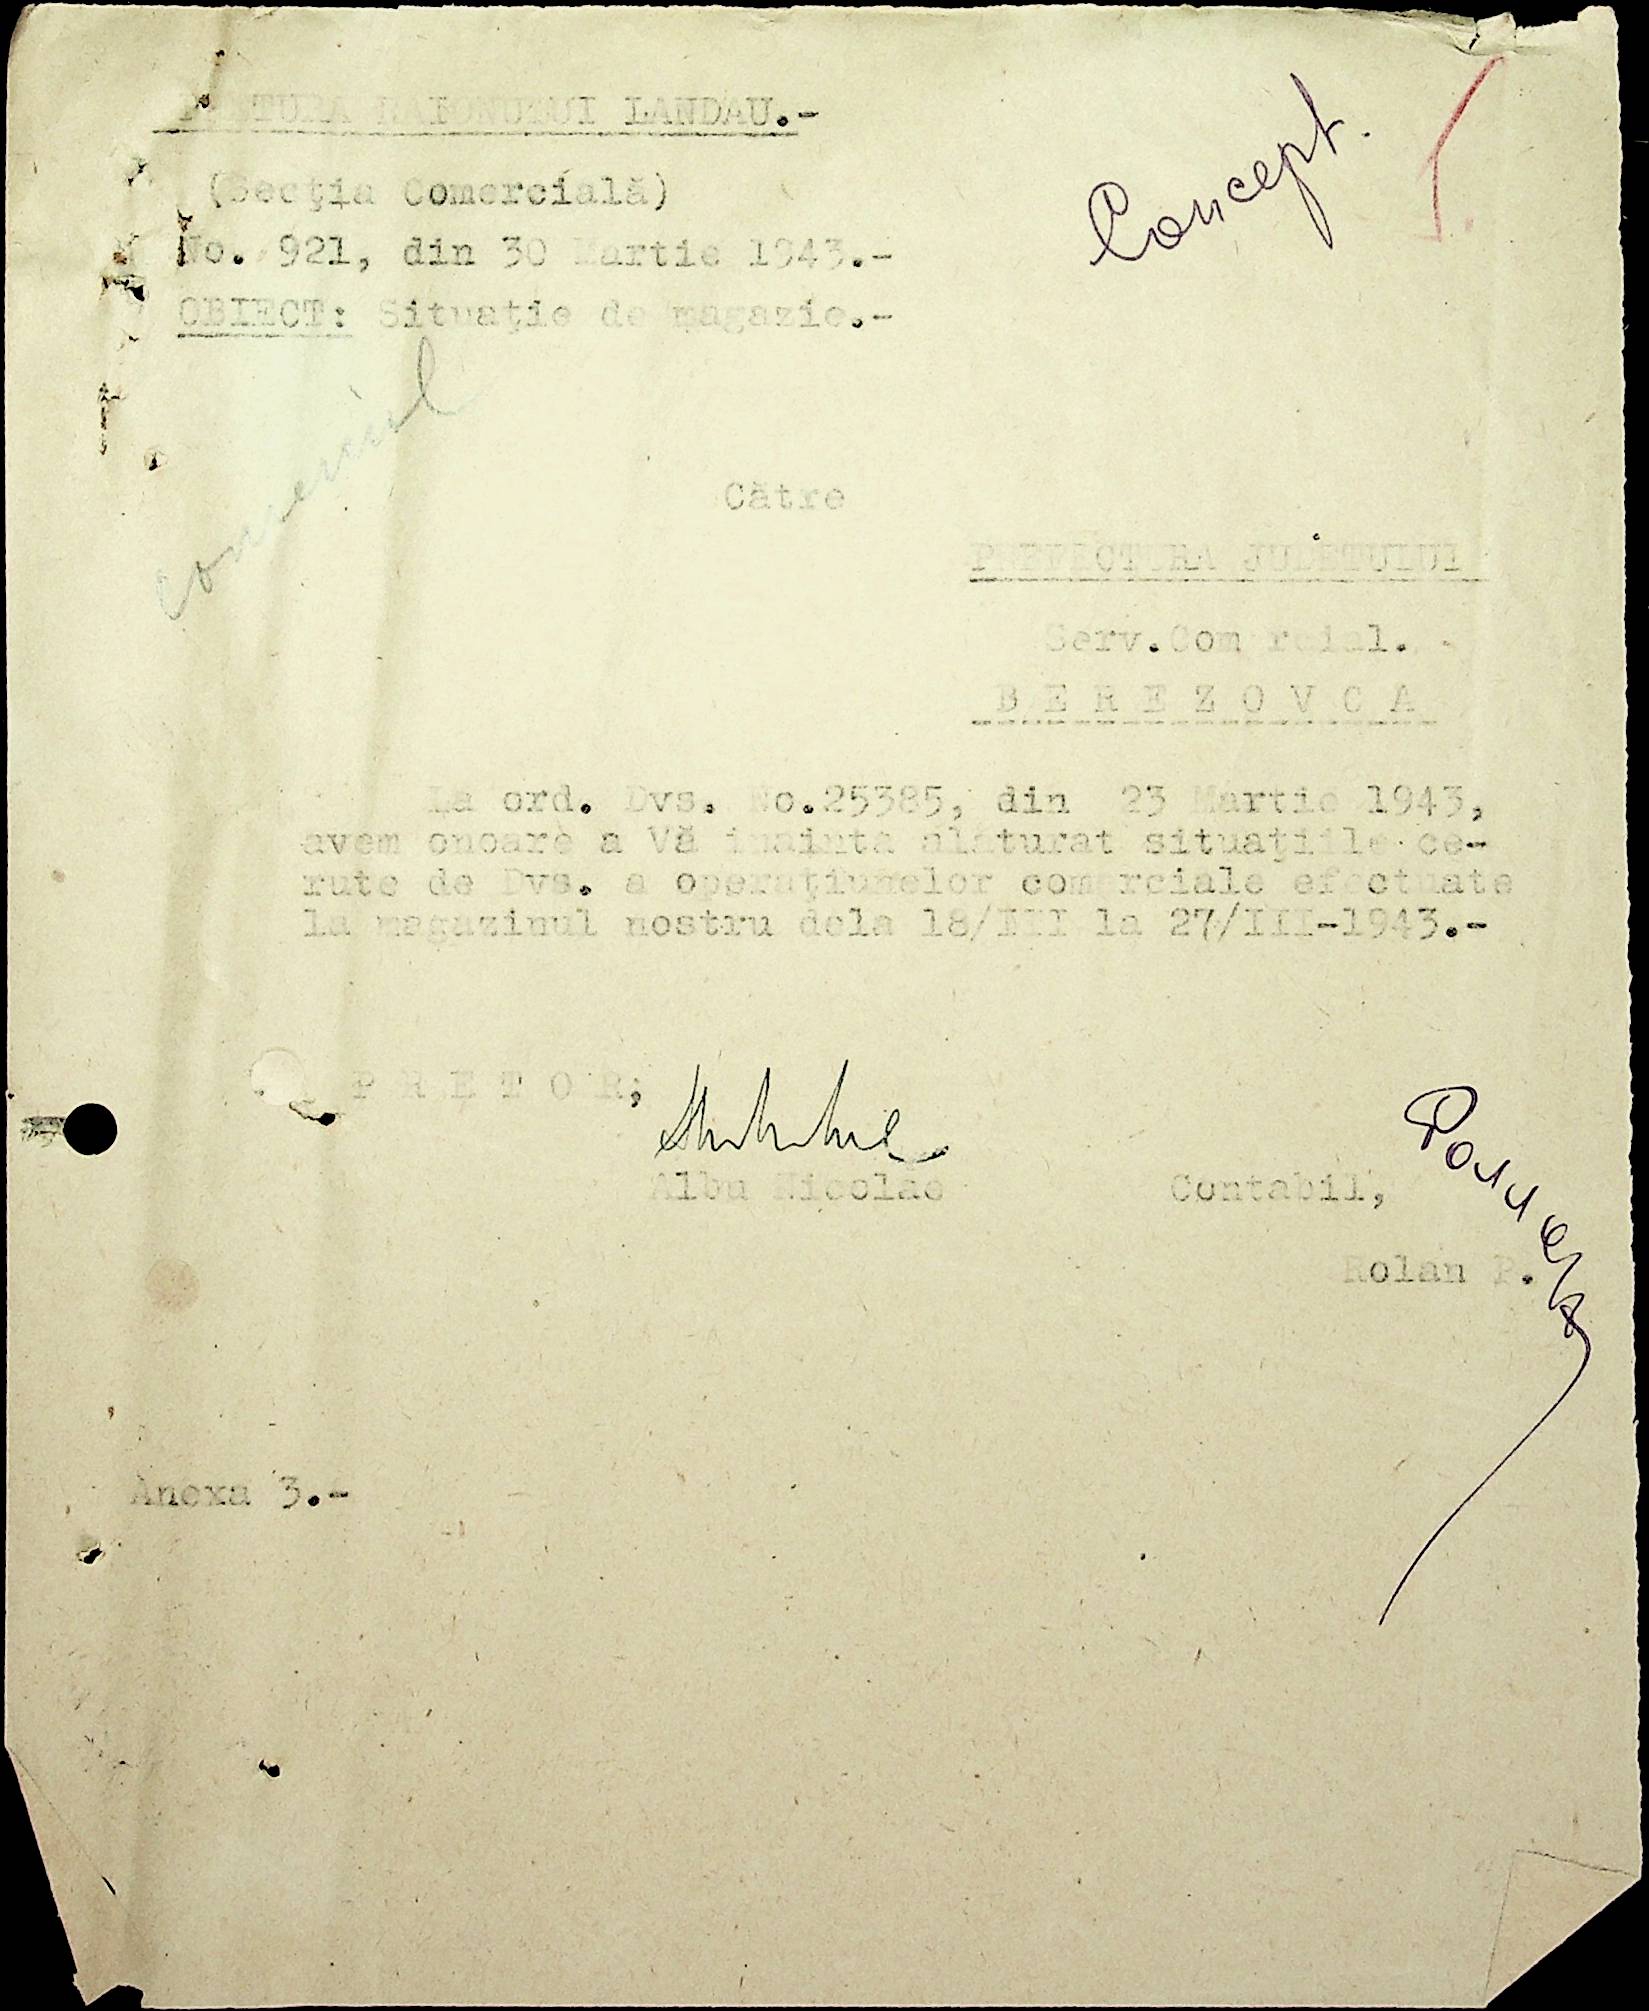 PRETURA RAIONULUI LANDAU.-
Concept.
(Secţia Comercială)
No. 921, din 30 Martie 1943.-
OBIECT: Situaţie de magazie.-
comercial
Către
PREFECTURA JUDETULUI
Serv.Comercial.-
B E R E Z O V C A
La ord. Dvs. No.25385, din 23 Martie 1943,
avem onoare a Vă inainta alăturat situaţiile ce-
rute de Dvs. a operaţiunelor comerciale efectuate
la magazinul nostru dela 18/III la 27/III-1943.-
P R E T O R;
Albu Nicolae
Contabil,
Rolan P.
Anexa 3.-